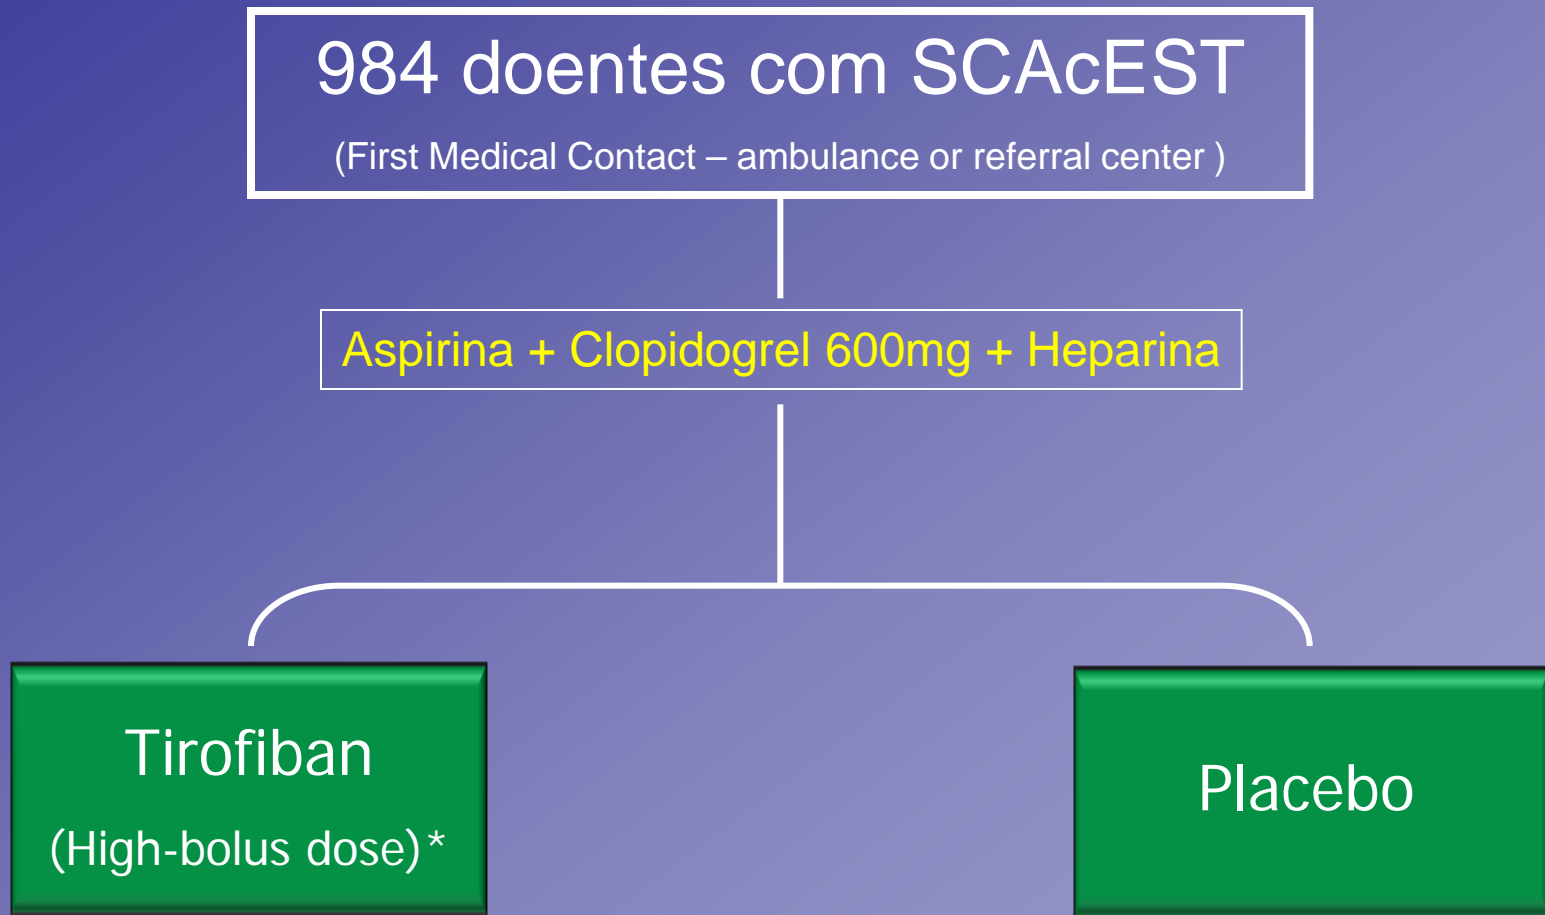 984 doentes com SCAcEST
(First Medical Contact – ambulance or referral center )
Aspirina + Clopidogrel 600mg + Heparina
Tirofiban
(High-bolus dose)*
Placebo